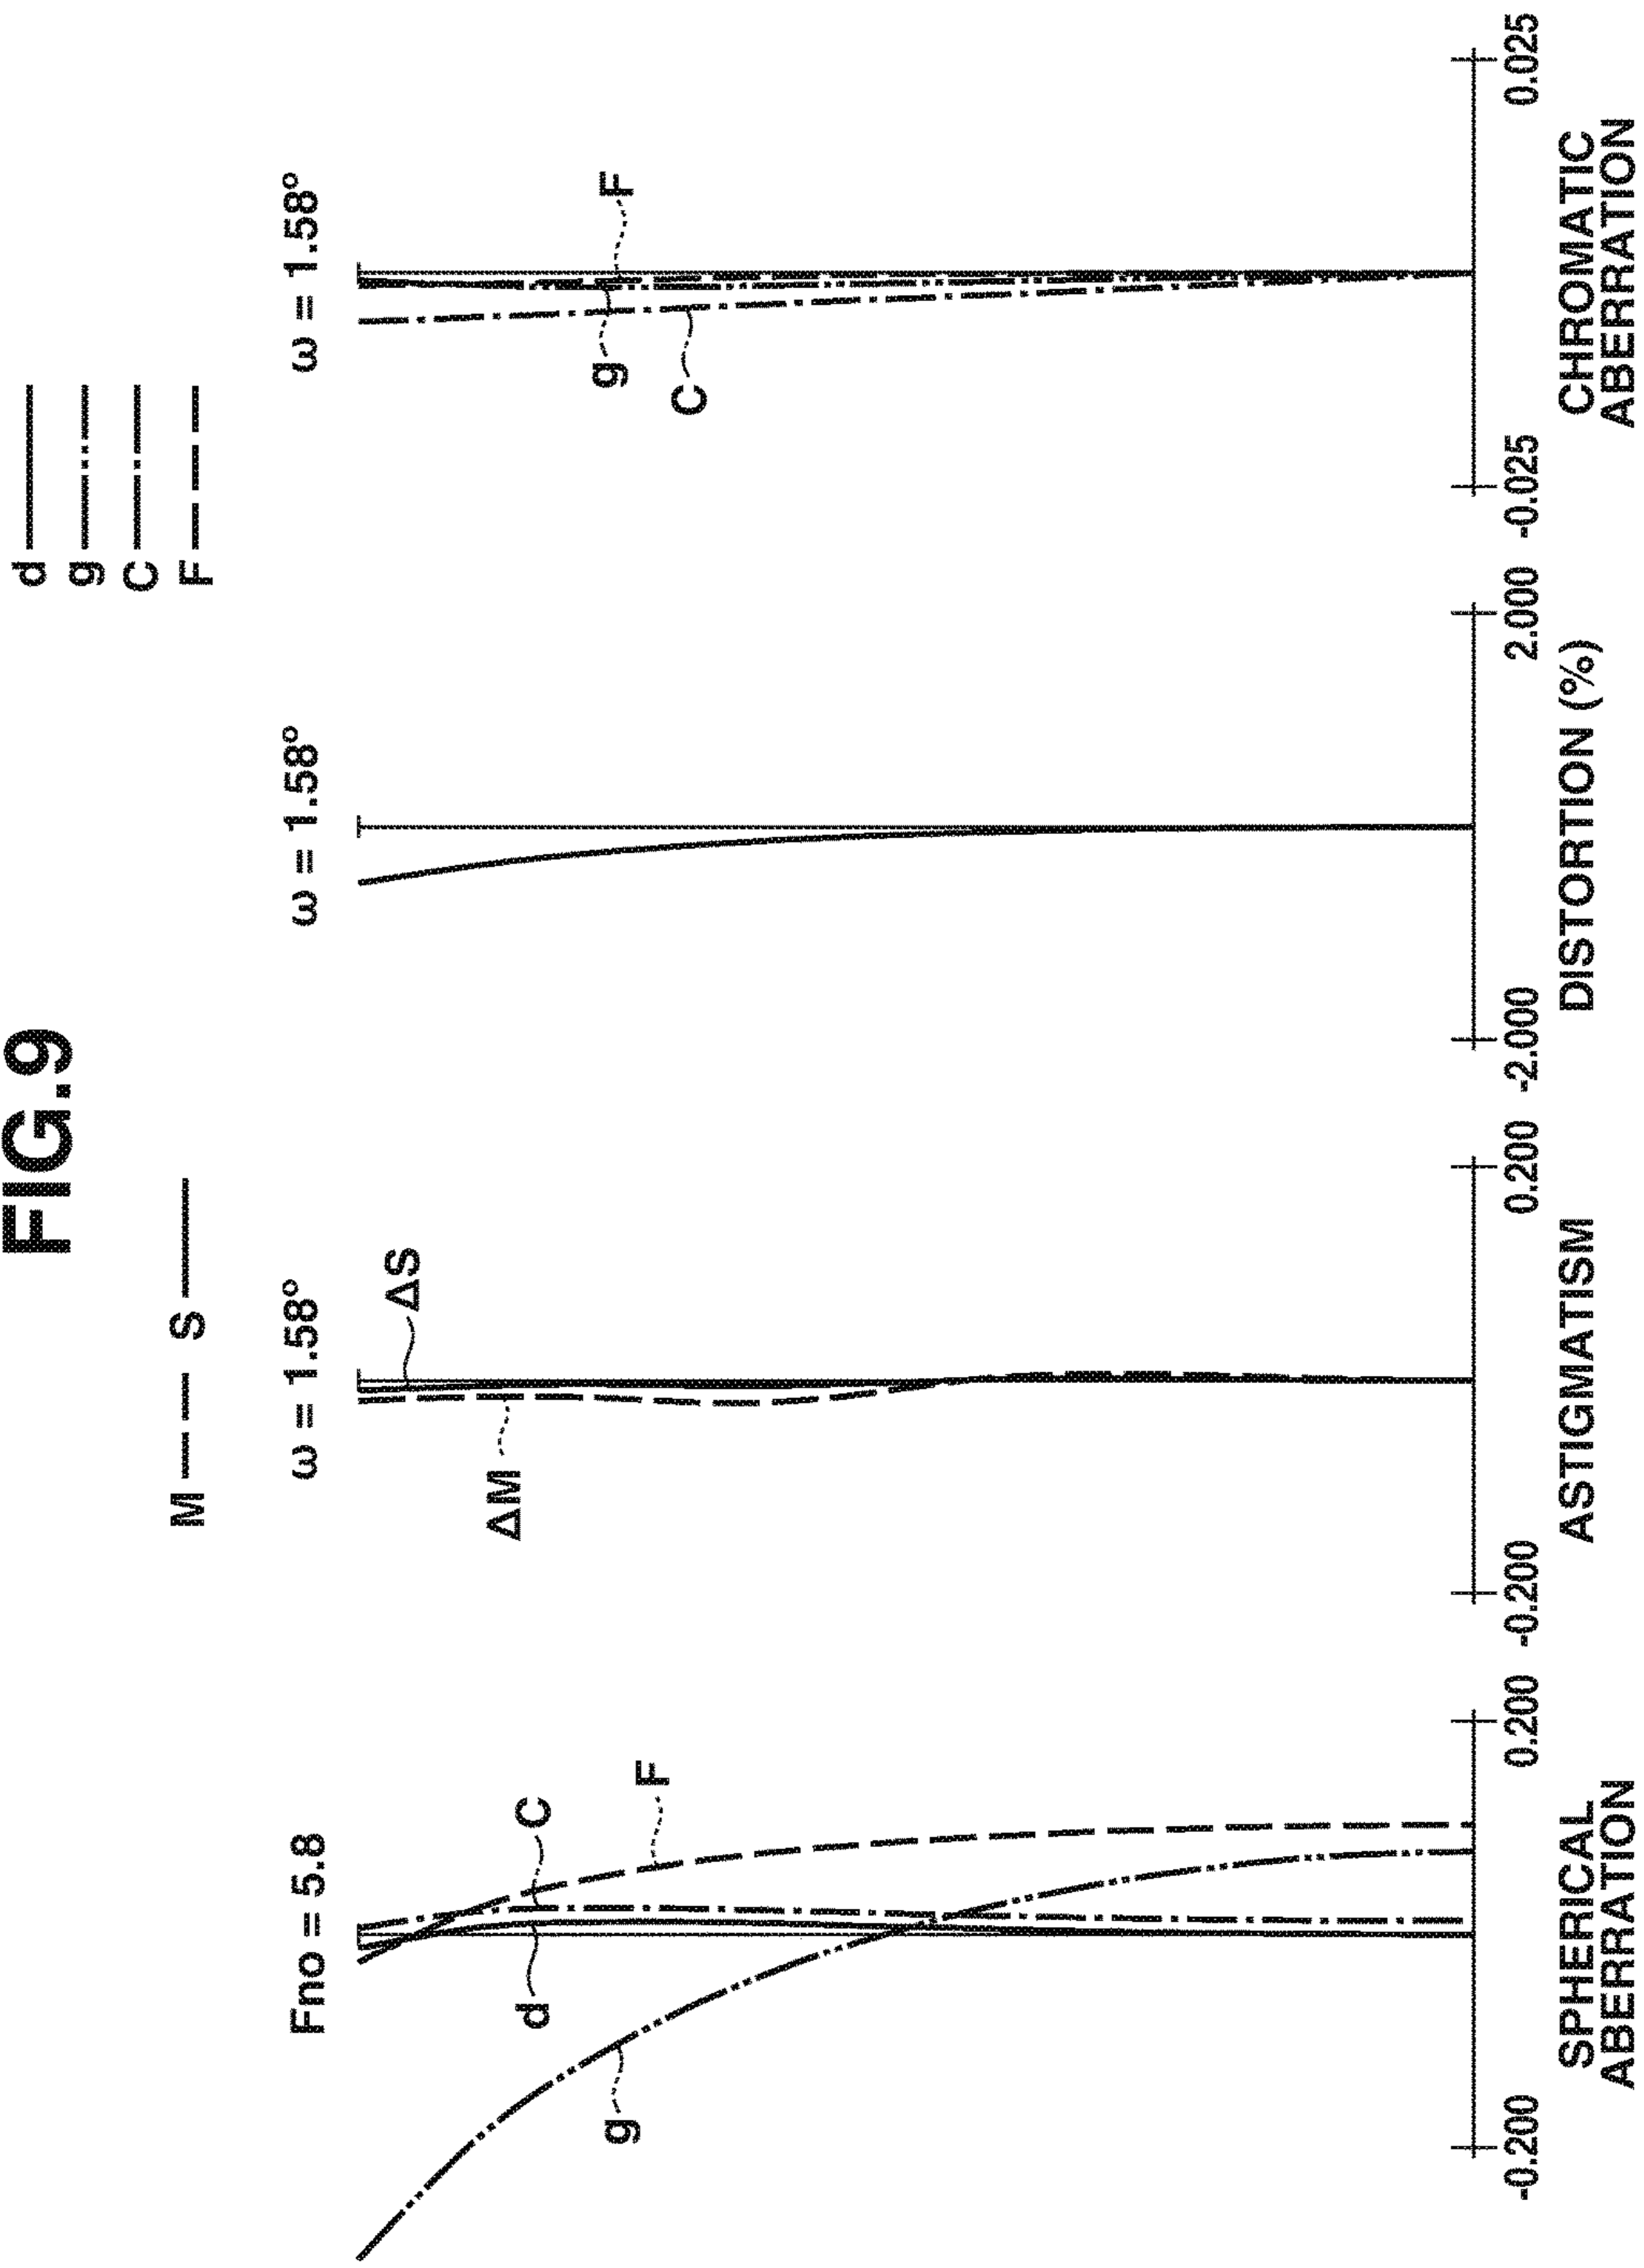 FIG.9
M S
d
g
C
F
Fno = 5.8
C
F
d
g
-0.200 0.200
SPHERICAL
ABERRATION
ω = 1.58°
ΔS
ΔM
-0.200 0.200
ASTIGMATISM
ω = 1.58°
-2.000 2.000
DISTORTION (%)
ω = 1.58°
F
g
C
-0.025 0.025
CHROMATIC
ABERRATION